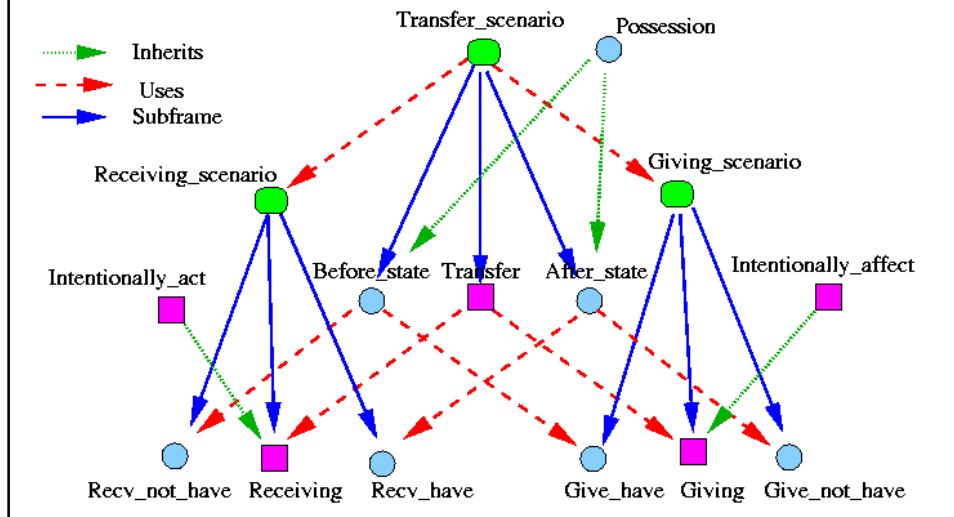 Transfer_scenario
Possession
Inherits
Uses
Subframe
Receiving_scenario
Giving_scenario
Intentionally_act
Before_state
Transfer
After_state
Intentionally_affect
Recv_not_have
Receiving
Recv_have
Give_have
Giving
Give_not_have